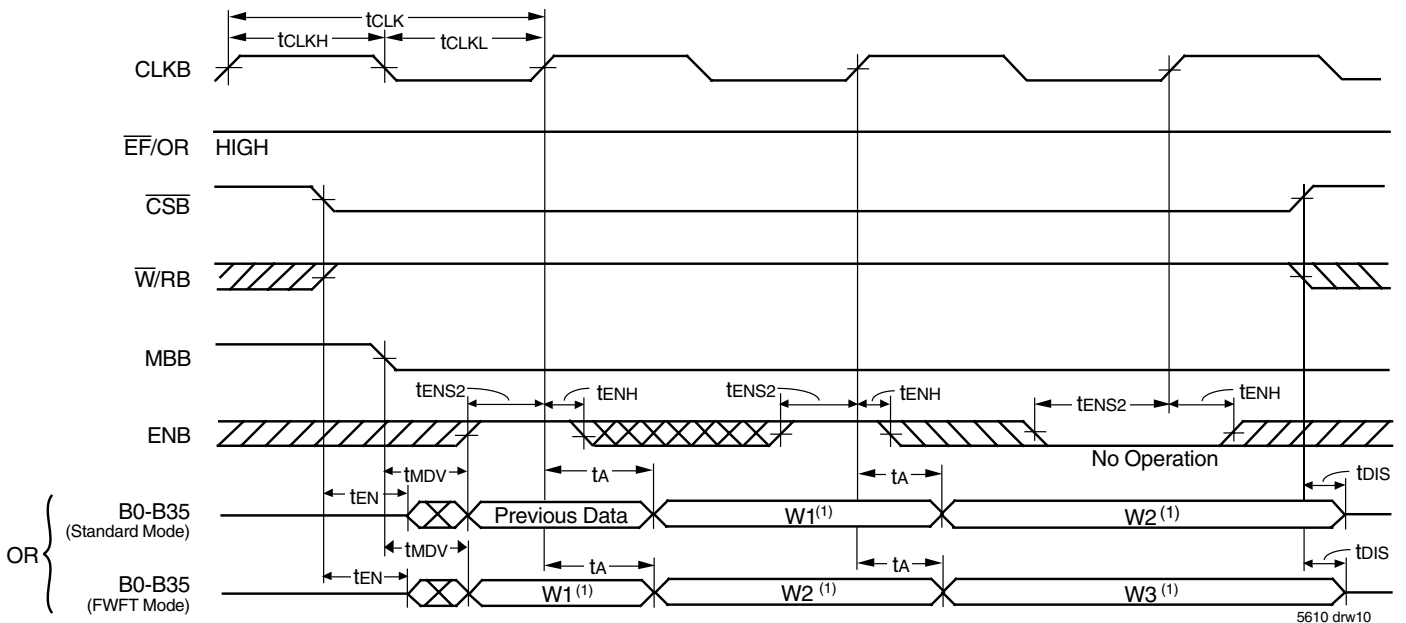 tCLK
tCLKH tCLKL
CLKB
EF/OR HIGH
CSB
W/RB
MBB
tENS2 tENH tENS2 tENH tENS2 tENH
ENB
No Operation
tMDV tA tA tDIS
tEN
B0-B35 Previous Data W1(1) W2(1)
(Standard Mode)
OR
tMDV tDIS
tEN tA tA
B0-B35 W1(1) W2(1) W3(1)
(FWFT Mode)
5610 drw10